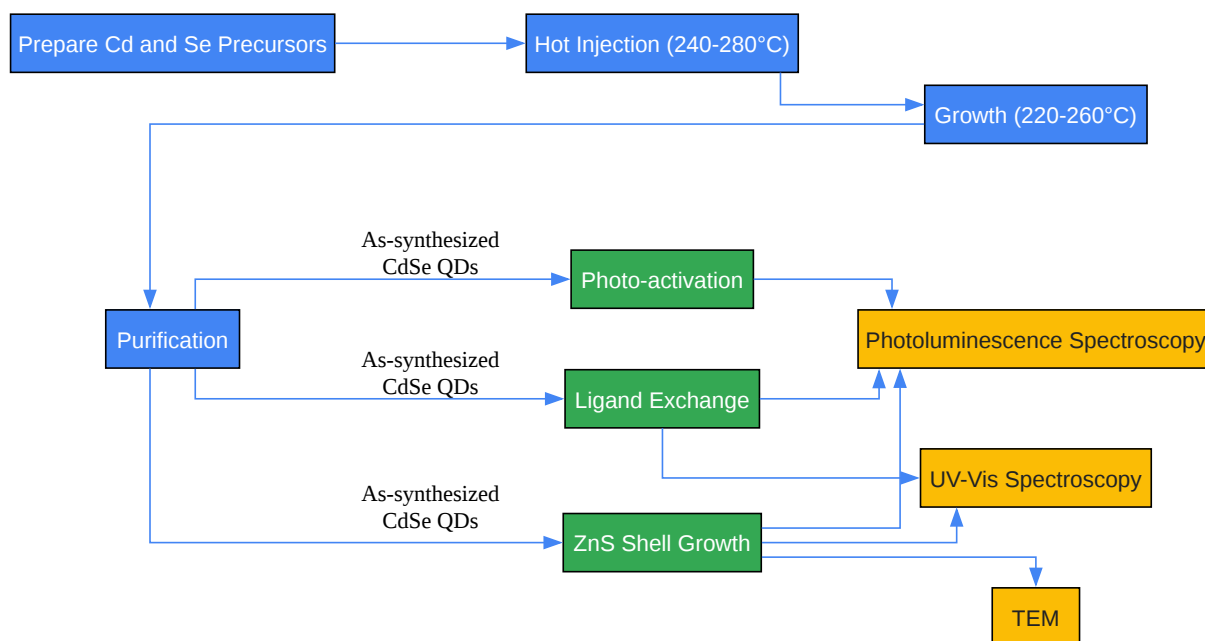 Prepare Cd and Se Precursors
Hot Injection (240-280°C)
Growth (220-260°C)
As-synthesized
CdSe QDs
Photo-activation
Purification
Photoluminescence Spectroscopy
As-synthesized
CdSe QDs
Ligand Exchange
UV-Vis Spectroscopy
As-synthesized
CdSe QDs
ZnS Shell Growth
TEM